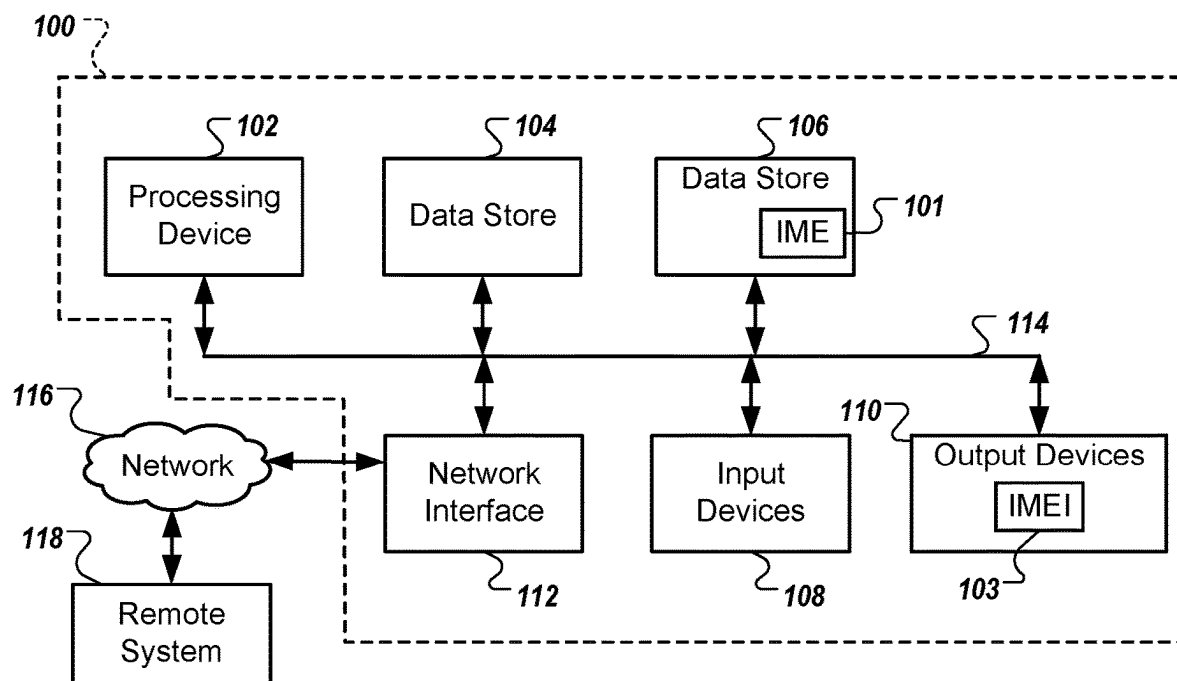 100
102
104
106
Processing
Device
Data Store
Data Store
IME
101
114
116
110
Network
Network
Interface
Input
Devices
Output Devices
IMEI
118
112
108
103
Remote
System